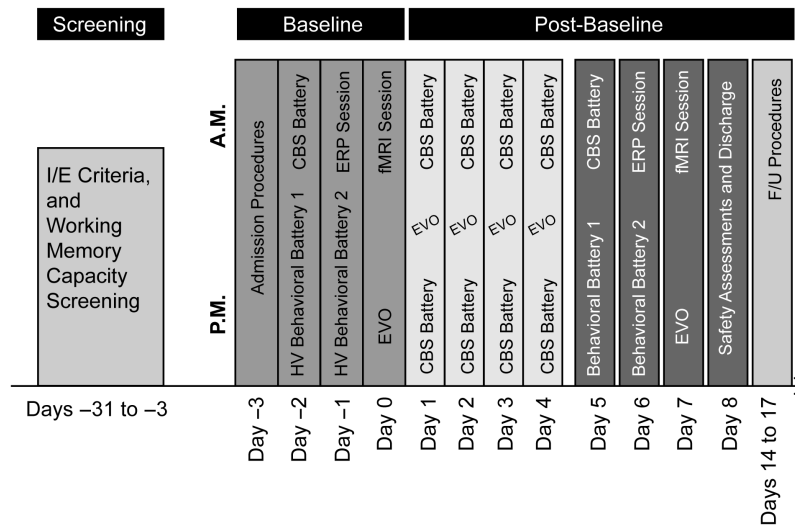 Screening
Baseline
Post-Baseline
A.M.
P.M.
I/E Criteria,
and
Working
Memory
Capacity
Screening
Admission Procedures
CBS Battery
HV Behavioral Battery 1
ERP Session
HV Behavioral Battery 2
fMRI Session
EVO
CBS Battery
EVO
CBS Battery
CBS Battery
EVO
CBS Battery
CBS Battery
EVO
CBS Battery
CBS Battery
EVO
CBS Battery
CBS Battery
Behavioral Battery 1
ERP Session
Behavioral Battery 2
fMRI Session
EVO
Safety Assessments and Discharge
F/U Procedures
Days –31 to –3
Day –3
Day –2
Day –1
Day 0
Day 1
Day 2
Day 3
Day 4
Day 5
Day 6
Day 7
Day 8
Days 14 to 17